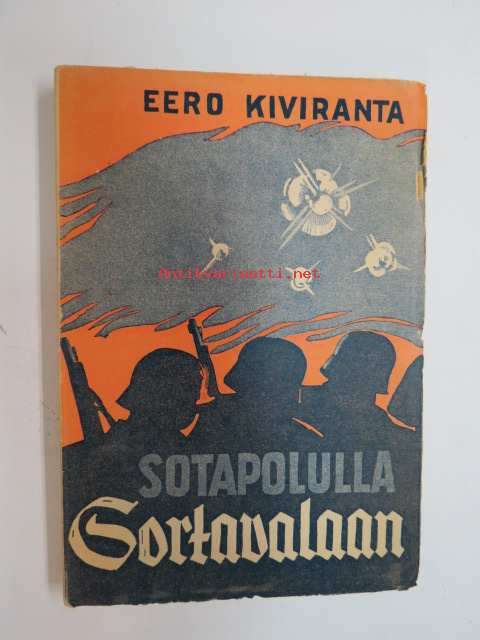 EERO KIVIRANTA
Antikvariaatti.net
SOTAPOLULLA
Sortavalaan